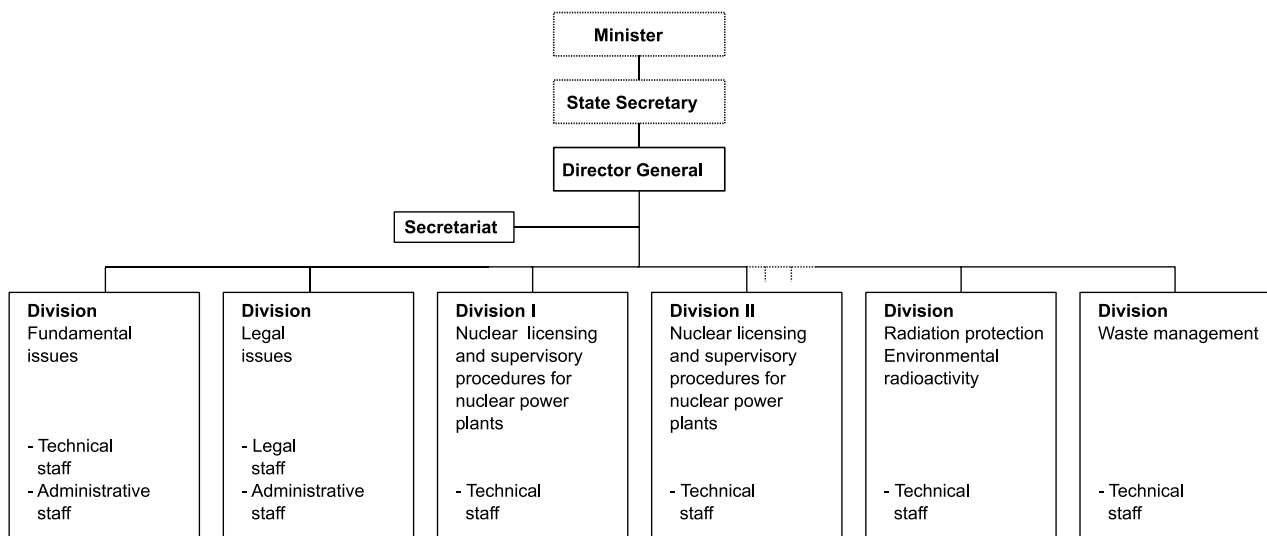 Minister
State Secretary
Director General
Secretariat
Division
Fundamental
issues
- Technical
staff
- Administrative
staff
Division
Legal
issues
- Legal
staff
- Administrative
staff
Division I
Nuclear licensing
and supervisory
procedures for
nuclear power
plants
- Technical
staff
Division II
Nuclear licensing
and supervisory
procedures for
nuclear power
plants
- Technical
staff
Division
Radiation protection
Environmental
radioactivity
- Technical
staff
Division
Waste management
- Technical
staff